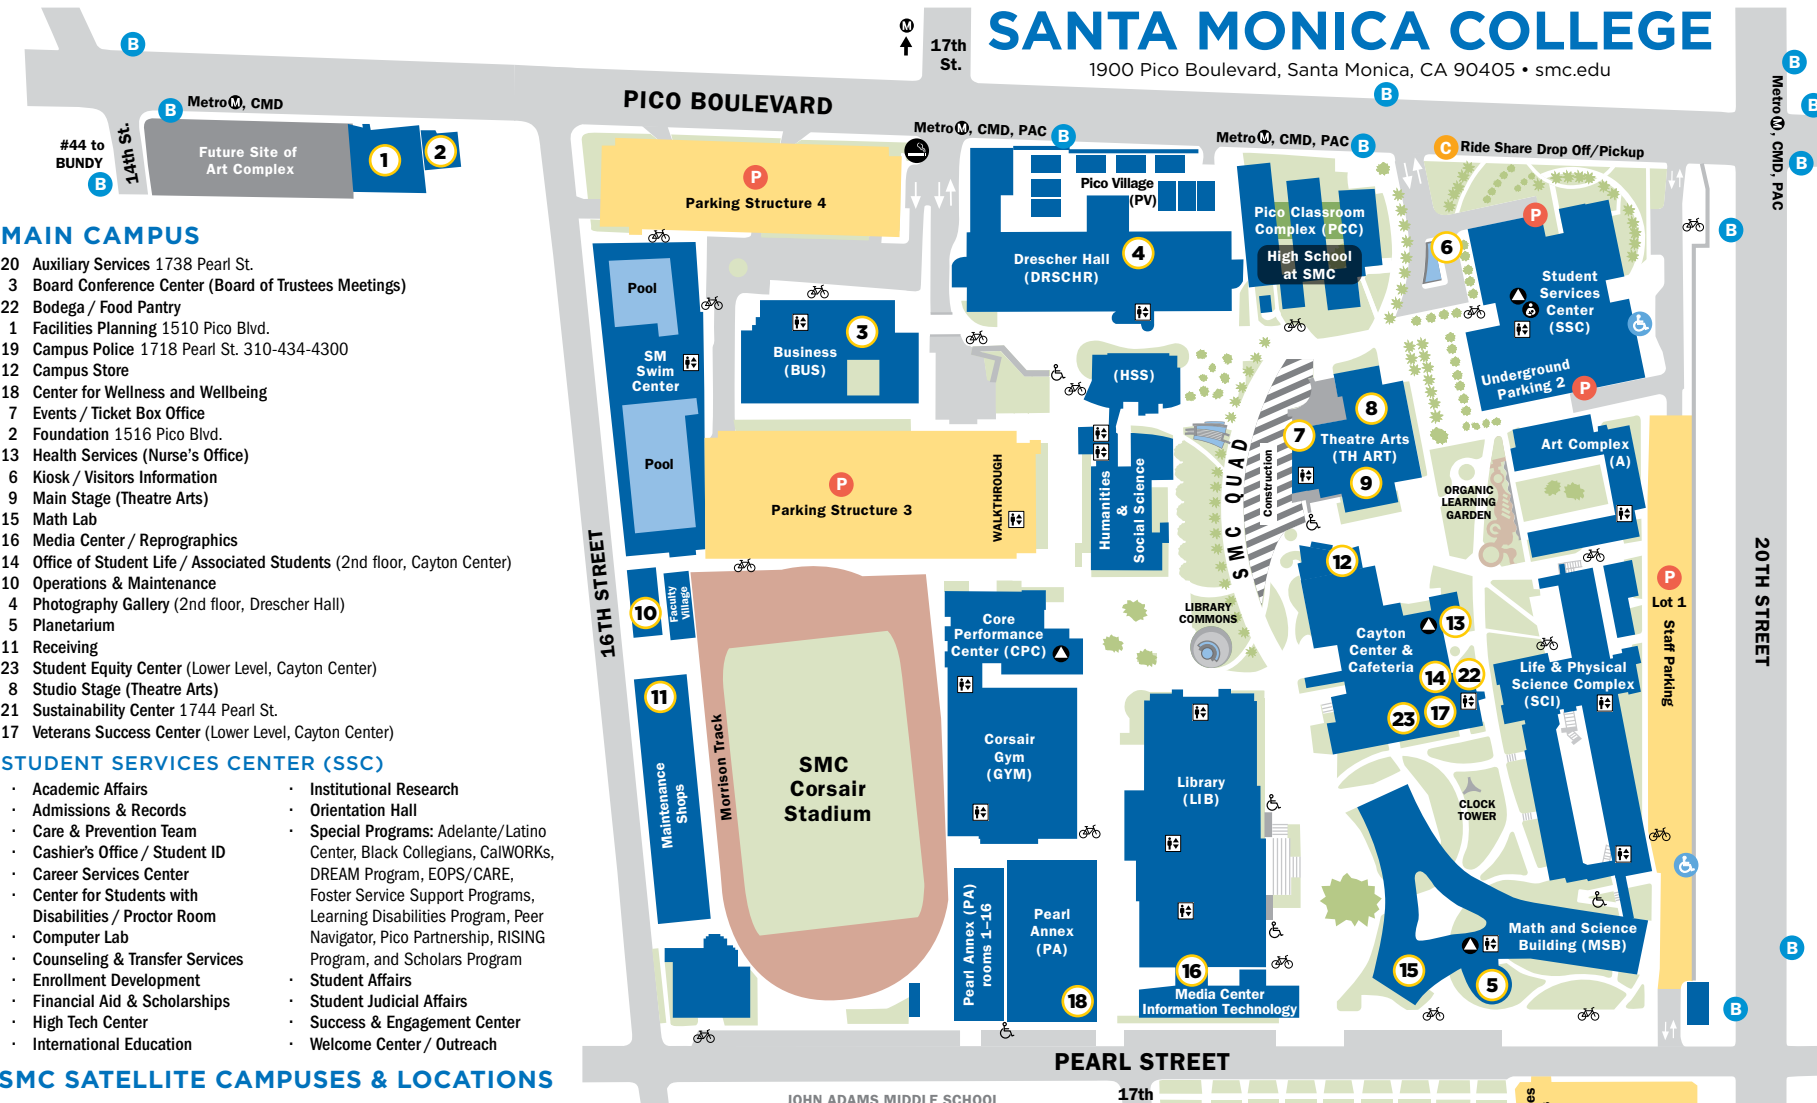 SANTA MONICA COLLEGE
1900 Pico Boulevard, Santa Monica, CA 90405 • smc.edu
M
17th
St.
B
B
B
B
PICO BOULEVARD
B
Metro M, CMD
Metro M, CMD, PAC
B
Metro M, CMD, PAC
B
C
Ride Share Drop Off/Pickup
Metro M, CMD, PAC
B
#44 to
BUNDY
B
14th St.
Future Site of
Art Complex
1
2
P
Parking Structure 4
Pico Village
(PV)
Drescher Hall
(DRSCHR)
4
Pico Classroom
Complex (PCC)
High School
at SMC
6
P
Student
Services
Center
(SSC)
Underground
Parking 2
P
B
MAIN CAMPUS
20 Auxiliary Services 1738 Pearl St.
3 Board Conference Center (Board of Trustees Meetings)
22 Bodega / Food Pantry
1 Facilities Planning 1510 Pico Blvd.
19 Campus Police 1718 Pearl St. 310-434-4300
12 Campus Store
18 Center for Wellness and Wellbeing
7 Events / Ticket Box Office
2 Foundation 1516 Pico Blvd.
13 Health Services (Nurse's Office)
6 Kiosk / Visitors Information
9 Main Stage (Theatre Arts)
15 Math Lab
16 Media Center / Reprographics
14 Office of Student Life / Associated Students (2nd floor, Cayton Center)
10 Operations & Maintenance
4 Photography Gallery (2nd floor, Drescher Hall)
5 Planetarium
11 Receiving
23 Student Equity Center (Lower Level, Cayton Center)
8 Studio Stage (Theatre Arts)
21 Sustainability Center 1744 Pearl St.
17 Veterans Success Center (Lower Level, Cayton Center)
STUDENT SERVICES CENTER (SSC)
· Academic Affairs
· Admissions & Records
· Care & Prevention Team
· Cashier's Office / Student ID
· Career Services Center
· Center for Students with
Disabilities / Proctor Room
· Computer Lab
· Counseling & Transfer Services
· Enrollment Development
· Financial Aid & Scholarships
· High Tech Center
· International Education
· Institutional Research
· Orientation Hall
· Special Programs: Adelante/Latino
Center, Black Collegians, CalWORKs,
DREAM Program, EOPS/CARE,
Foster Service Support Programs,
Learning Disabilities Program, Peer
Navigator, Pico Partnership, RISING
Program, and Scholars Program
· Student Affairs
· Student Judicial Affairs
· Success & Engagement Center
· Welcome Center / Outreach
SMC SATELLITE CAMPUSES & LOCATIONS
Pool
SM
Swim
Center
Pool
Business
(BUS)
3
P
Parking Structure 3
WALKTHROUGH
16TH STREET
(HSS)
Humanities
&
Social Science
SMC QUAD
Construction
7
8
Theatre Arts
(TH ART)
9
ORGANIC
LEARNING
GARDEN
Art Complex
(A)
P
Lot 1
Staff Parking
20TH STREET
10
Faculty
Village
11
Maintenance
Shops
Morrison Track
SMC
Corsair
Stadium
Core
Performance
Center (CPC)
Corsair
Gym
(GYM)
LIBRARY
COMMONS
12
Cayton
Center &
Cafeteria
13
14
22
23
17
Life & Physical
Science Complex
(SCI)
Library
(LIB)
CLOCK
TOWER
Pearl Annex (PA)
rooms 1–16
Pearl
Annex
(PA)
18
16
Media Center
Information Technology
15
5
Math and Science
Building (MSB)
B
B
PEARL STREET
17th
JOHN ADAMS MIDDLE SCHOOL